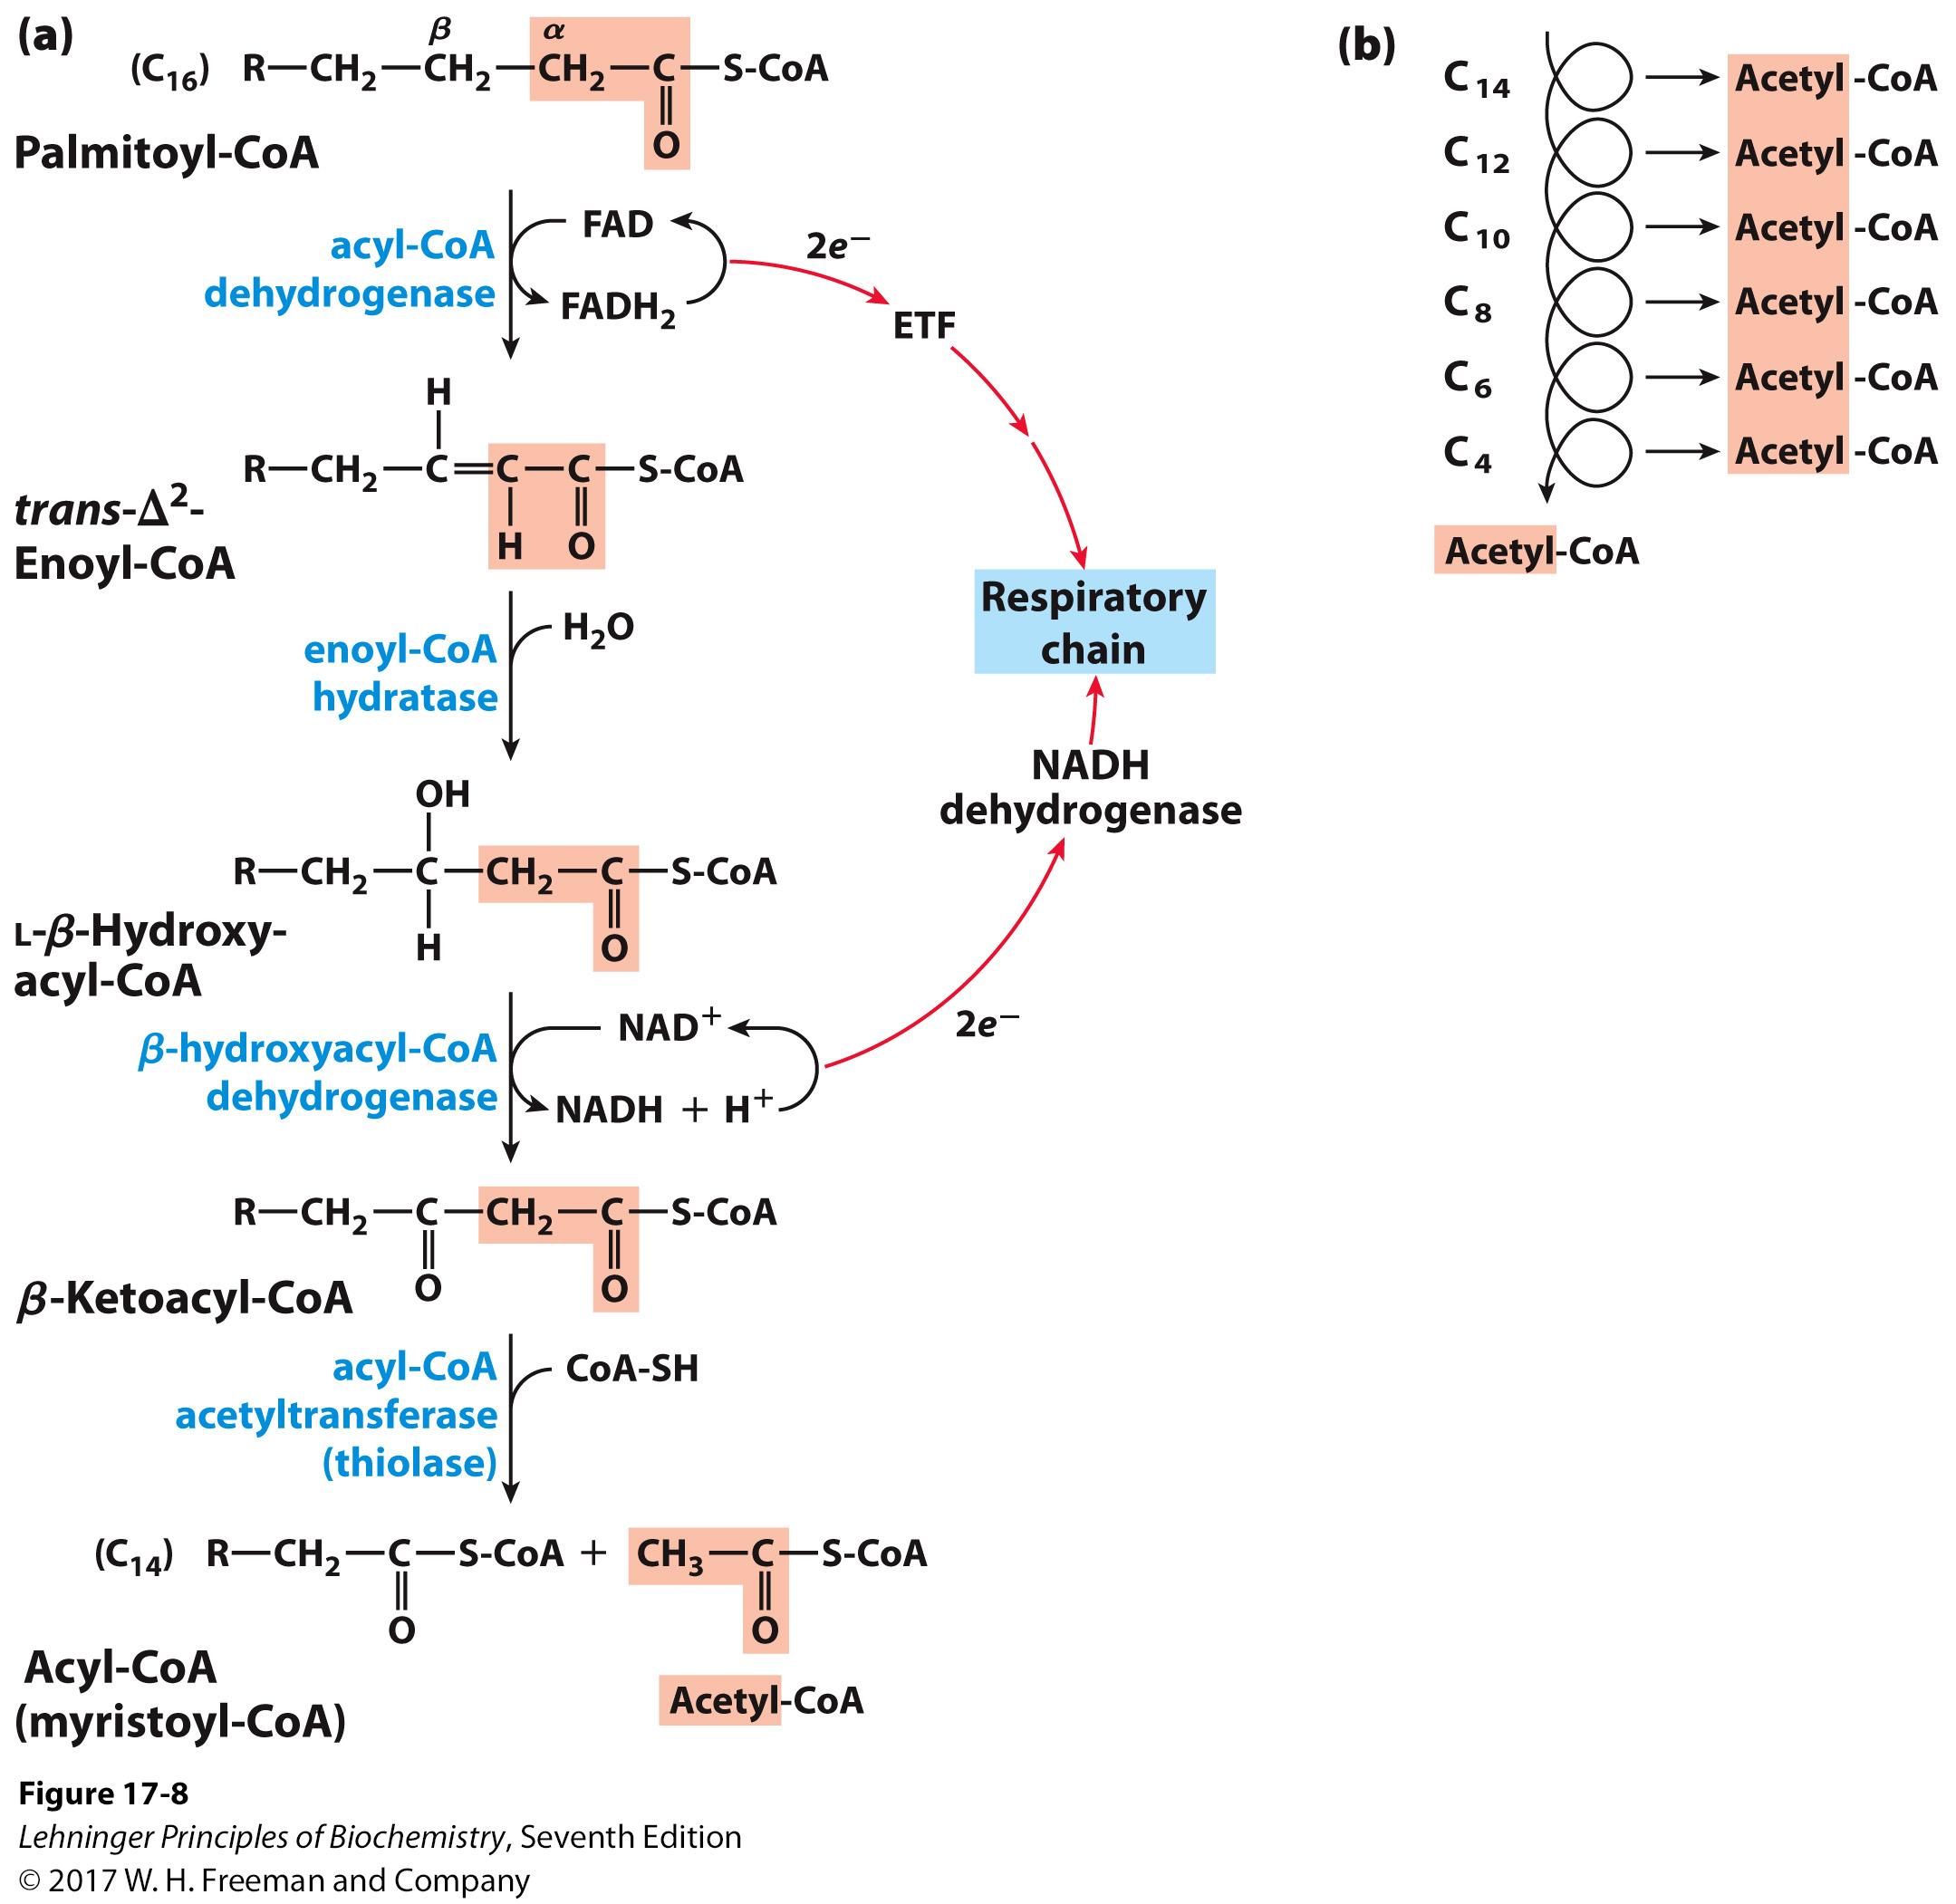 (a)
β α
(C₁₆) R—CH₂—CH₂—CH₂—C—S-CoA
O
Palmitoyl-CoA
acyl-CoA
dehydrogenase
FAD
FADH₂
2e⁻
ETF
H
R—CH₂—C=C—C—S-CoA
H O
trans-Δ²-
Enoyl-CoA
enoyl-CoA
hydratase
H₂O
Respiratory
chain
NADH
dehydrogenase
OH
R—CH₂—C—CH₂—C—S-CoA
H O
L-β-Hydroxy-
acyl-CoA
β-hydroxyacyl-CoA
dehydrogenase
NAD⁺
NADH + H⁺
2e⁻
R—CH₂—C—CH₂—C—S-CoA
O O
β-Ketoacyl-CoA
acyl-CoA
acetyltransferase
(thiolase)
CoA-SH
(C₁₄) R—CH₂—C—S-CoA + CH₃—C—S-CoA
O O
Acyl-CoA
(myristoyl-CoA)
Acetyl-CoA
(b)
C₁₄ Acetyl-CoA
C₁₂ Acetyl-CoA
C₁₀ Acetyl-CoA
C₈ Acetyl-CoA
C₆ Acetyl-CoA
C₄ Acetyl-CoA
Acetyl-CoA
Figure 17-8
Lehninger Principles of Biochemistry, Seventh Edition
© 2017 W. H. Freeman and Company